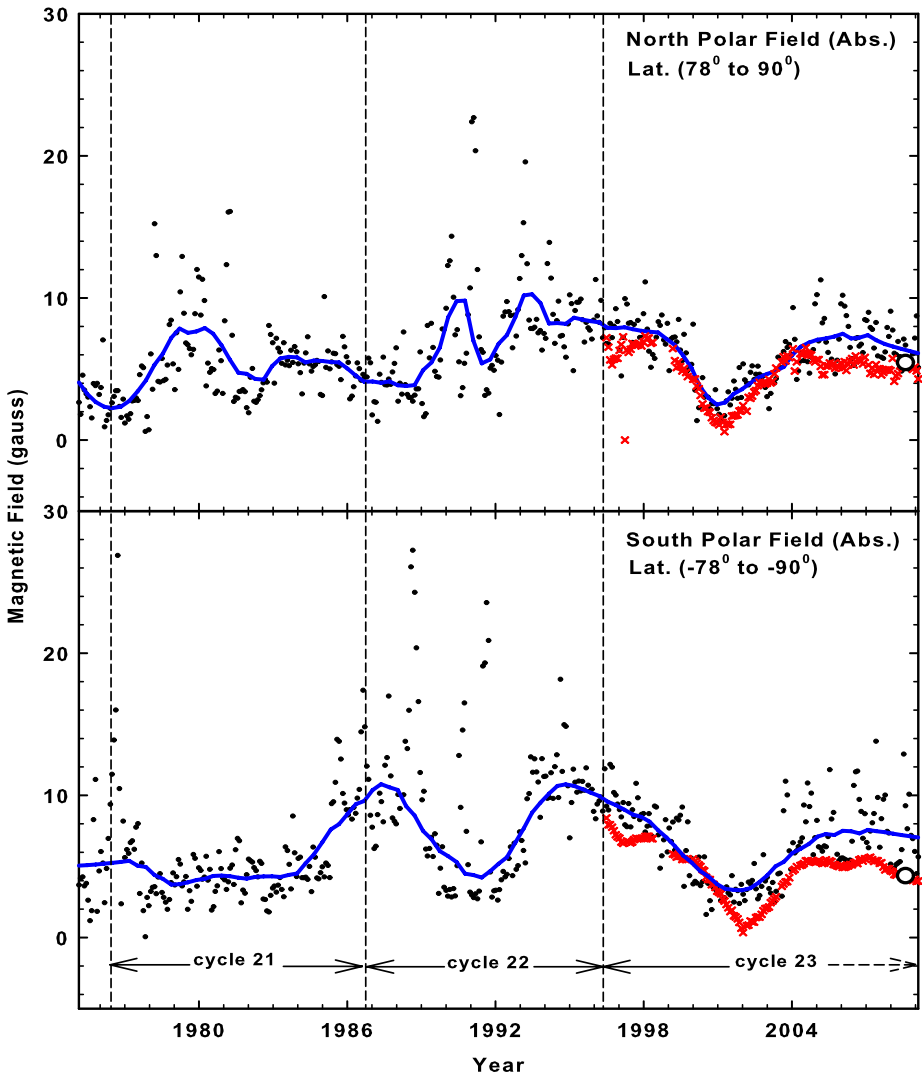 30
20
10
0
North Polar Field (Abs.)
Lat. (78⁰ to 90⁰)
Magnetic Field (gauss)
30
20
10
0
South Polar Field (Abs.)
Lat. (-78⁰ to -90⁰)
cycle 21 cycle 22 cycle 23
1980 1986 1992 1998 2004
Year